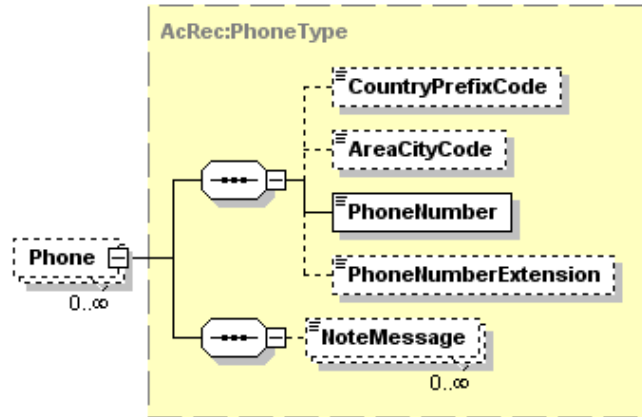 AcRec:PhoneType
CountryPrefixCode
AreaCityCode
PhoneNumber
Phone
0..∞
PhoneNumberExtension
NoteMessage
0..∞